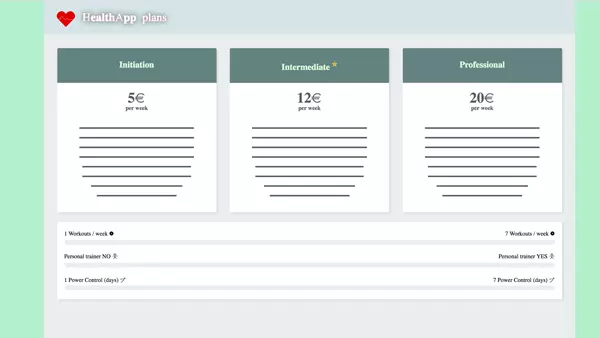 HealthApp plans
Initiation
5€
per week
Intermediate
12€
per week
Professional
20€
per week
1 Workouts / week
7 Workouts / week
Personal trainer NO
Personal trainer YES
1 Power Control (days)
7 Power Control (days)